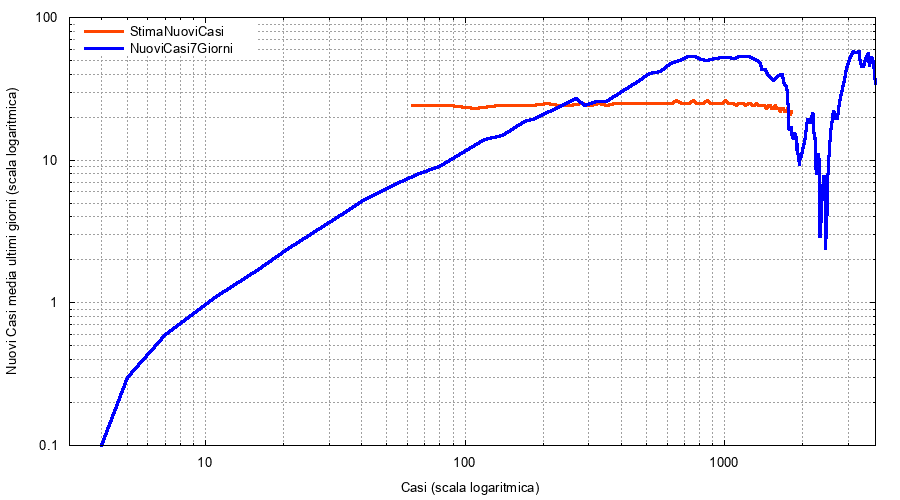 StimaNuoviCasi
NuoviCasi7Giorni
Nuovi Casi media ultimi giorni (scala logaritmica)
100
10
1
0.1
10
100
1000
Casi (scala logaritmica)